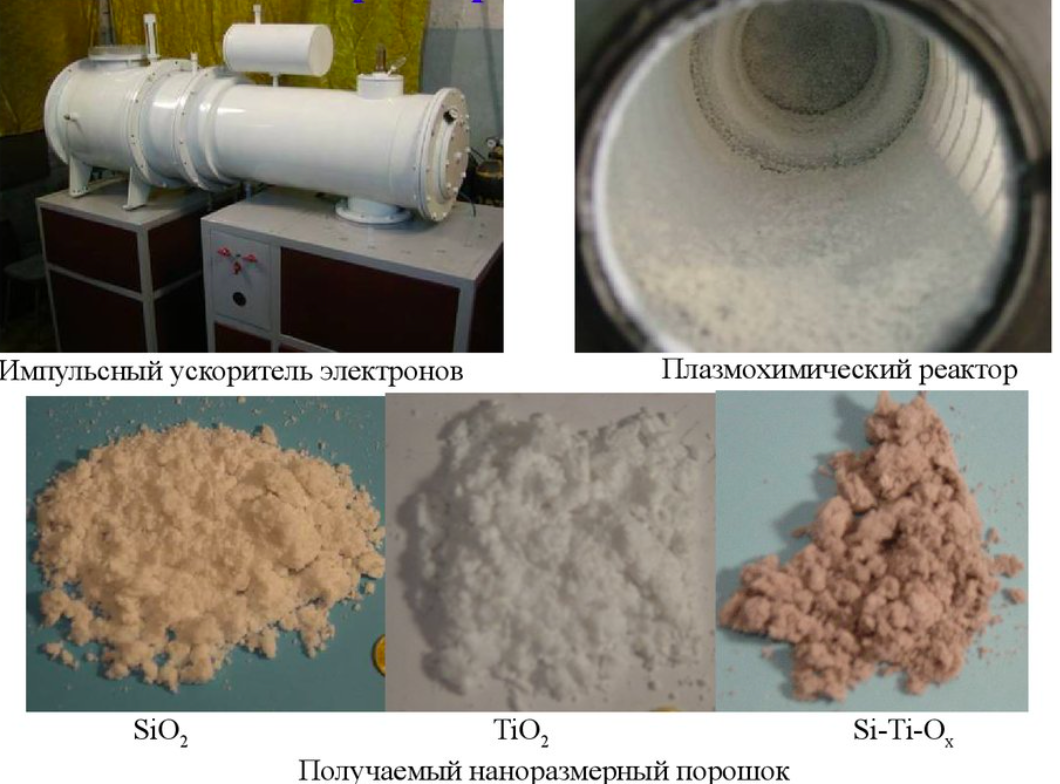 Импульсный ускоритель электронов
Плазмохимический реактор
SiO₂
TiO₂
Si-Ti-Oₓ
Получаемый наноразмерный порошок